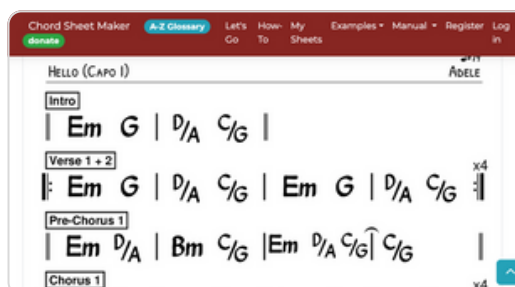 Chord Sheet Maker A-Z Glossary Let's Go How-To My Sheets Examples Manual Register Log in
donate
HELLO (CAPO 1) ADELE
Intro
| Em G | D/A C/G |
Verse 1 + 2 x4
|: Em G | D/A C/G | Em G | D/A C/G :|
Pre-Chorus 1
| Em D/A | Bm C/G |Em D/A C/G| C/G |
Chorus 1 x4